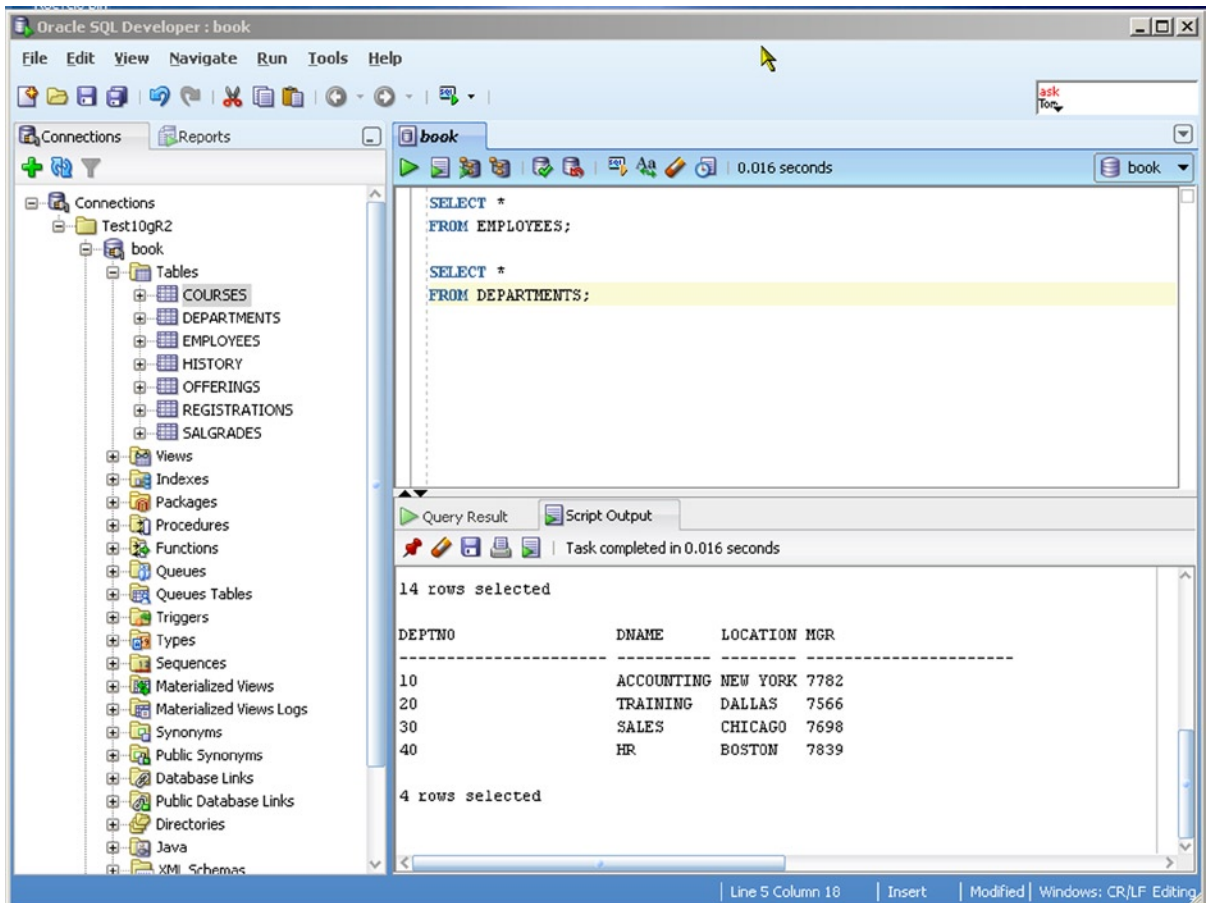 Oracle SQL Developer : book
File Edit View Navigate Run Tools Help
ask
Tom
Connections Reports
book
0.016 seconds
book
Connections
Test10gR2
book
Tables
COURSES
DEPARTMENTS
EMPLOYEES
HISTORY
OFFERINGS
REGISTRATIONS
SALGRADES
Views
Indexes
Packages
Procedures
Functions
Queues
Queues Tables
Triggers
Types
Sequences
Materialized Views
Materialized Views Logs
Synonyms
Public Synonyms
Database Links
Public Database Links
Directories
Java
XML Schemas
SELECT *
FROM EMPLOYEES;
SELECT *
FROM DEPARTMENTS;
Query Result Script Output
Task completed in 0.016 seconds
14 rows selected
DEPTNO DNAME LOCATION MGR
---------------------- ---------- -------- ----------------------
10 ACCOUNTING NEW YORK 7782
20 TRAINING DALLAS 7566
30 SALES CHICAGO 7698
40 HR BOSTON 7839
4 rows selected
Line 5 Column 18 Insert Modified Windows: CR/LF Editing